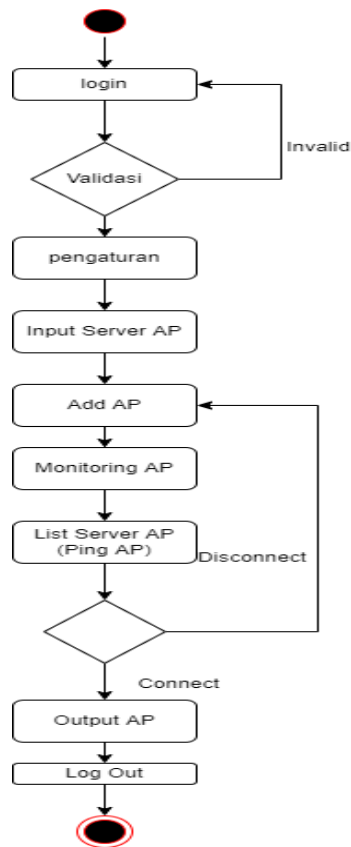 login
Invalid
Validasi
pengaturan
Input Server AP
Add AP
Monitoring AP
List Server AP
(Ping AP)
Disconnect
Connect
Output AP
Log Out